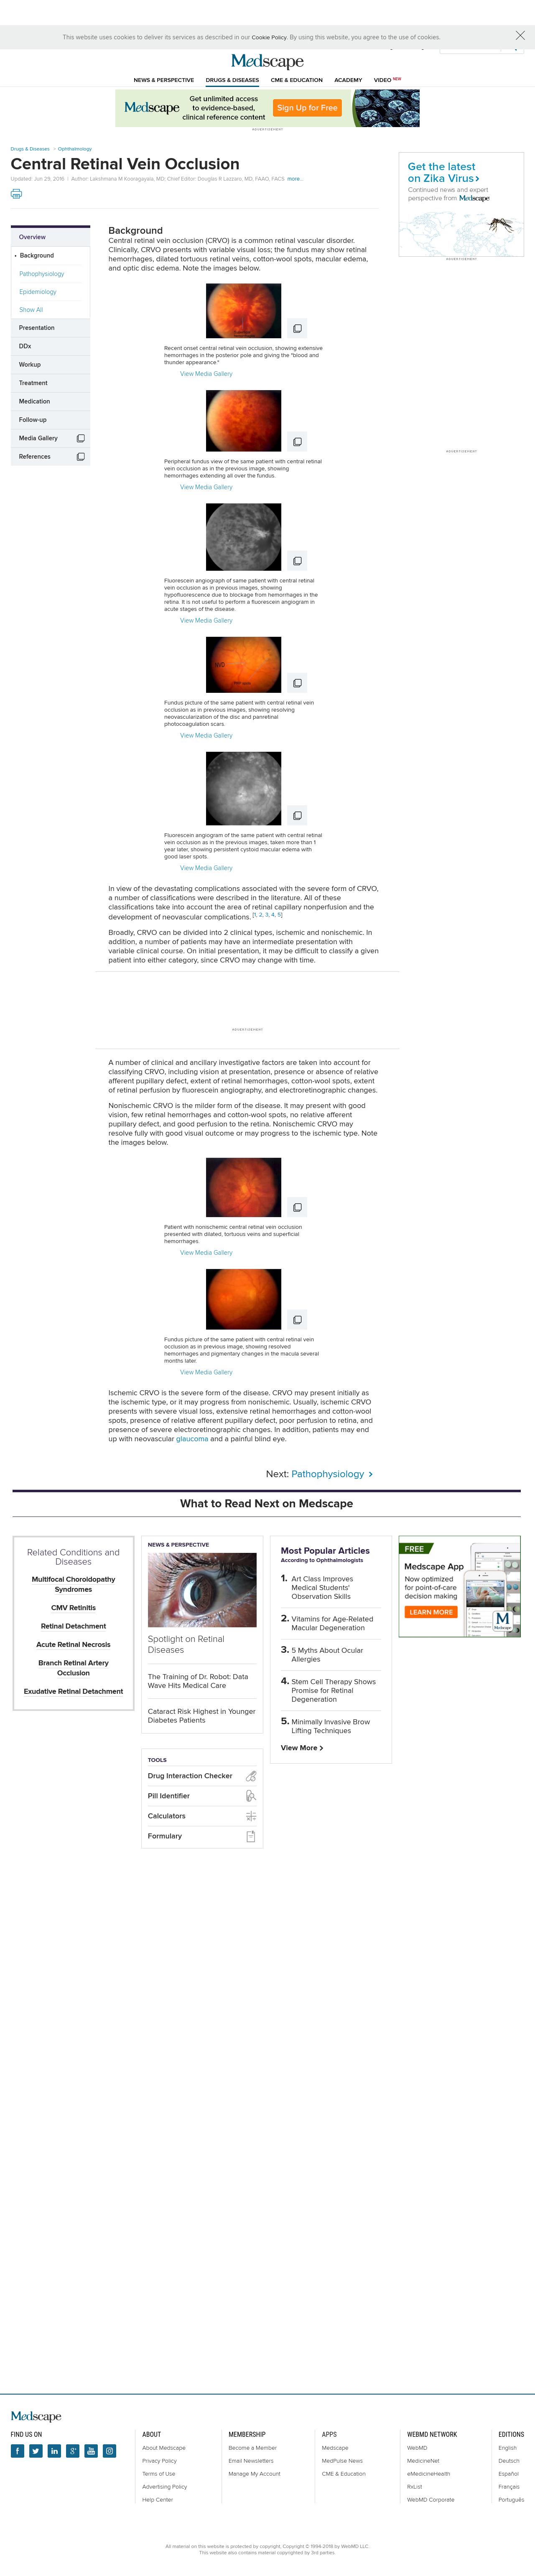 This website uses cookies to deliver its services as described in our Cookie Policy. By using this website, you agree to the use of cookies.
Medscape
NEWS & PERSPECTIVE
DRUGS & DISEASES
CME & EDUCATION
ACADEMY
VIDEO NEW
Medscape
Get unlimited access
to evidence-based,
clinical reference content
Sign Up for Free
ADVERTISEMENT
Drugs & Diseases > Ophthalmology
Central Retinal Vein Occlusion
Updated: Jun 29, 2016 | Author: Lakshmana M Kooragayala, MD; Chief Editor: Douglas R Lazzaro, MD, FAAO, FACS more...
Get the latest
on Zika Virus
Continued news and expert
perspective from Medscape
ADVERTISEMENT
Overview
• Background
Pathophysiology
Epidemiology
Show All
Presentation
DDx
Workup
Treatment
Medication
Follow-up
Media Gallery
References
ADVERTISEMENT
Background
Central retinal vein occlusion (CRVO) is a common retinal vascular disorder.
Clinically, CRVO presents with variable visual loss; the fundus may show retinal
hemorrhages, dilated tortuous retinal veins, cotton-wool spots, macular edema,
and optic disc edema. Note the images below.
Recent onset central retinal vein occlusion, showing extensive
hemorrhages in the posterior pole and giving the "blood and
thunder appearance."
View Media Gallery
Peripheral fundus view of the same patient with central retinal
vein occlusion as in the previous image, showing
hemorrhages extending all over the fundus.
View Media Gallery
Fluorescein angiograph of same patient with central retinal
vein occlusion as in previous images, showing
hypofluorescence due to blockage from hemorrhages in the
retina. It is not useful to perform a fluorescein angiogram in
acute stages of the disease.
View Media Gallery
Fundus picture of the same patient with central retinal vein
occlusion as in previous images, showing resolving
neovascularization of the disc and panretinal
photocoagulation scars.
View Media Gallery
Fluorescein angiogram of the same patient with central retinal
vein occlusion as in the previous images, taken more than 1
year later, showing persistent cystoid macular edema with
good laser spots.
View Media Gallery
In view of the devastating complications associated with the severe form of CRVO,
a number of classifications were described in the literature. All of these
classifications take into account the area of retinal capillary nonperfusion and the
development of neovascular complications. [1, 2, 3, 4, 5]
Broadly, CRVO can be divided into 2 clinical types, ischemic and nonischemic. In
addition, a number of patients may have an intermediate presentation with
variable clinical course. On initial presentation, it may be difficult to classify a given
patient into either category, since CRVO may change with time.
ADVERTISEMENT
A number of clinical and ancillary investigative factors are taken into account for
classifying CRVO, including vision at presentation, presence or absence of relative
afferent pupillary defect, extent of retinal hemorrhages, cotton-wool spots, extent
of retinal perfusion by fluorescein angiography, and electroretinographic changes.
Nonischemic CRVO is the milder form of the disease. It may present with good
vision, few retinal hemorrhages and cotton-wool spots, no relative afferent
pupillary defect, and good perfusion to the retina. Nonischemic CRVO may
resolve fully with good visual outcome or may progress to the ischemic type. Note
the images below.
Patient with nonischemic central retinal vein occlusion
presented with dilated, tortuous veins and superficial
hemorrhages.
View Media Gallery
Fundus picture of the same patient with central retinal vein
occlusion as in previous image, showing resolved
hemorrhages and pigmentary changes in the macula several
months later.
View Media Gallery
Ischemic CRVO is the severe form of the disease. CRVO may present initially as
the ischemic type, or it may progress from nonischemic. Usually, ischemic CRVO
presents with severe visual loss, extensive retinal hemorrhages and cotton-wool
spots, presence of relative afferent pupillary defect, poor perfusion to retina, and
presence of severe electroretinographic changes. In addition, patients may end
up with neovascular glaucoma and a painful blind eye.
Next: Pathophysiology
What to Read Next on Medscape
Related Conditions and
Diseases
Multifocal Choroidopathy
Syndromes
CMV Retinitis
Retinal Detachment
Acute Retinal Necrosis
Branch Retinal Artery
Occlusion
Exudative Retinal Detachment
NEWS & PERSPECTIVE
Spotlight on Retinal
Diseases
The Training of Dr. Robot: Data
Wave Hits Medical Care
Cataract Risk Highest in Younger
Diabetes Patients
TOOLS
Drug Interaction Checker
Pill Identifier
Calculators
Formulary
Most Popular Articles
According to Ophthalmologists
1. Art Class Improves
Medical Students'
Observation Skills
2. Vitamins for Age-Related
Macular Degeneration
3. 5 Myths About Ocular
Allergies
4. Stem Cell Therapy Shows
Promise for Retinal
Degeneration
5. Minimally Invasive Brow
Lifting Techniques
View More
FREE
Medscape App
Now optimized
for point-of-care
decision making
LEARN MORE
Medscape
Medscape
FIND US ON
ABOUT
About Medscape
Privacy Policy
Terms of Use
Advertising Policy
Help Center
MEMBERSHIP
Become a Member
Email Newsletters
Manage My Account
APPS
Medscape
MedPulse News
CME & Education
WEBMD NETWORK
WebMD
MedicineNet
eMedicineHealth
RxList
WebMD Corporate
EDITIONS
English
Deutsch
Español
Français
Português
All material on this website is protected by copyright, Copyright © 1994-2018 by WebMD LLC.
This website also contains material copyrighted by 3rd parties.